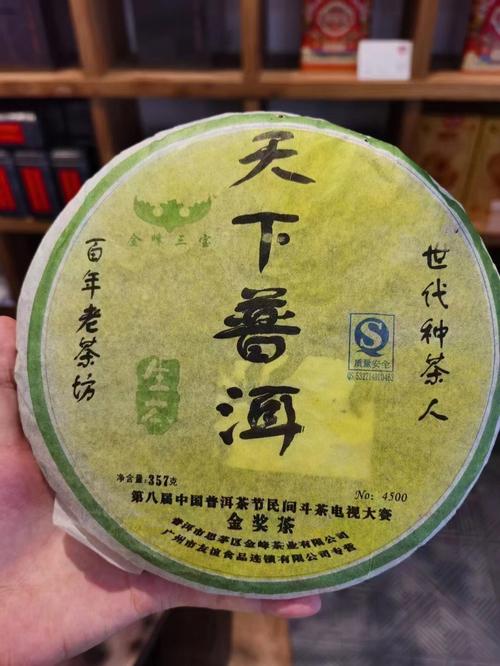 天下普洱
金峰三宝
百年老茶坊
世代种茶人
质量安全
QS 532714010462
净含量:357克
No: 4500
第八届中国普洱茶节民间斗茶电视大赛
金奖茶
普洱市思茅区金峰茶业有限公司
广州市友谊食品连锁有限公司专营